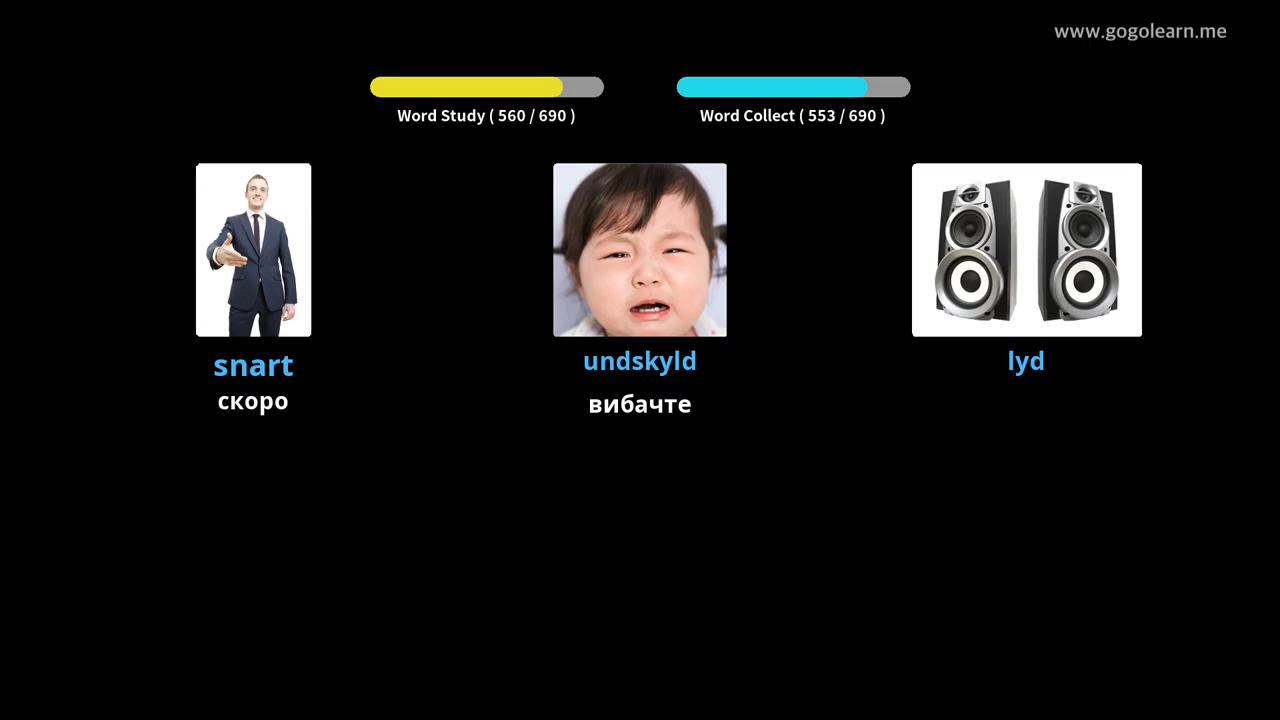 www.gogolearn.me
Word Study ( 560 / 690 )
Word Collect ( 553 / 690 )
snart
скоро
undskyld
вибачте
lyd